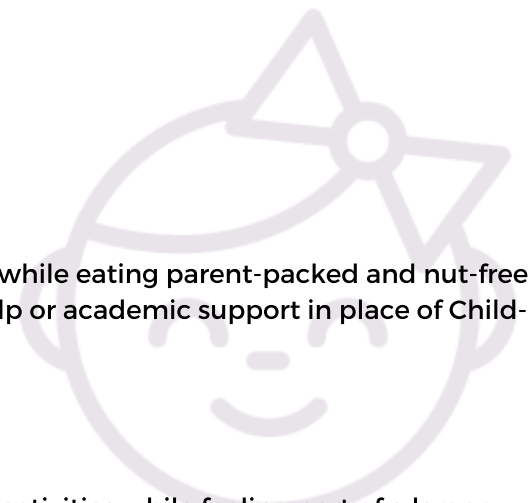 while eating parent-packed and nut-free
lp or academic support in place of Child-